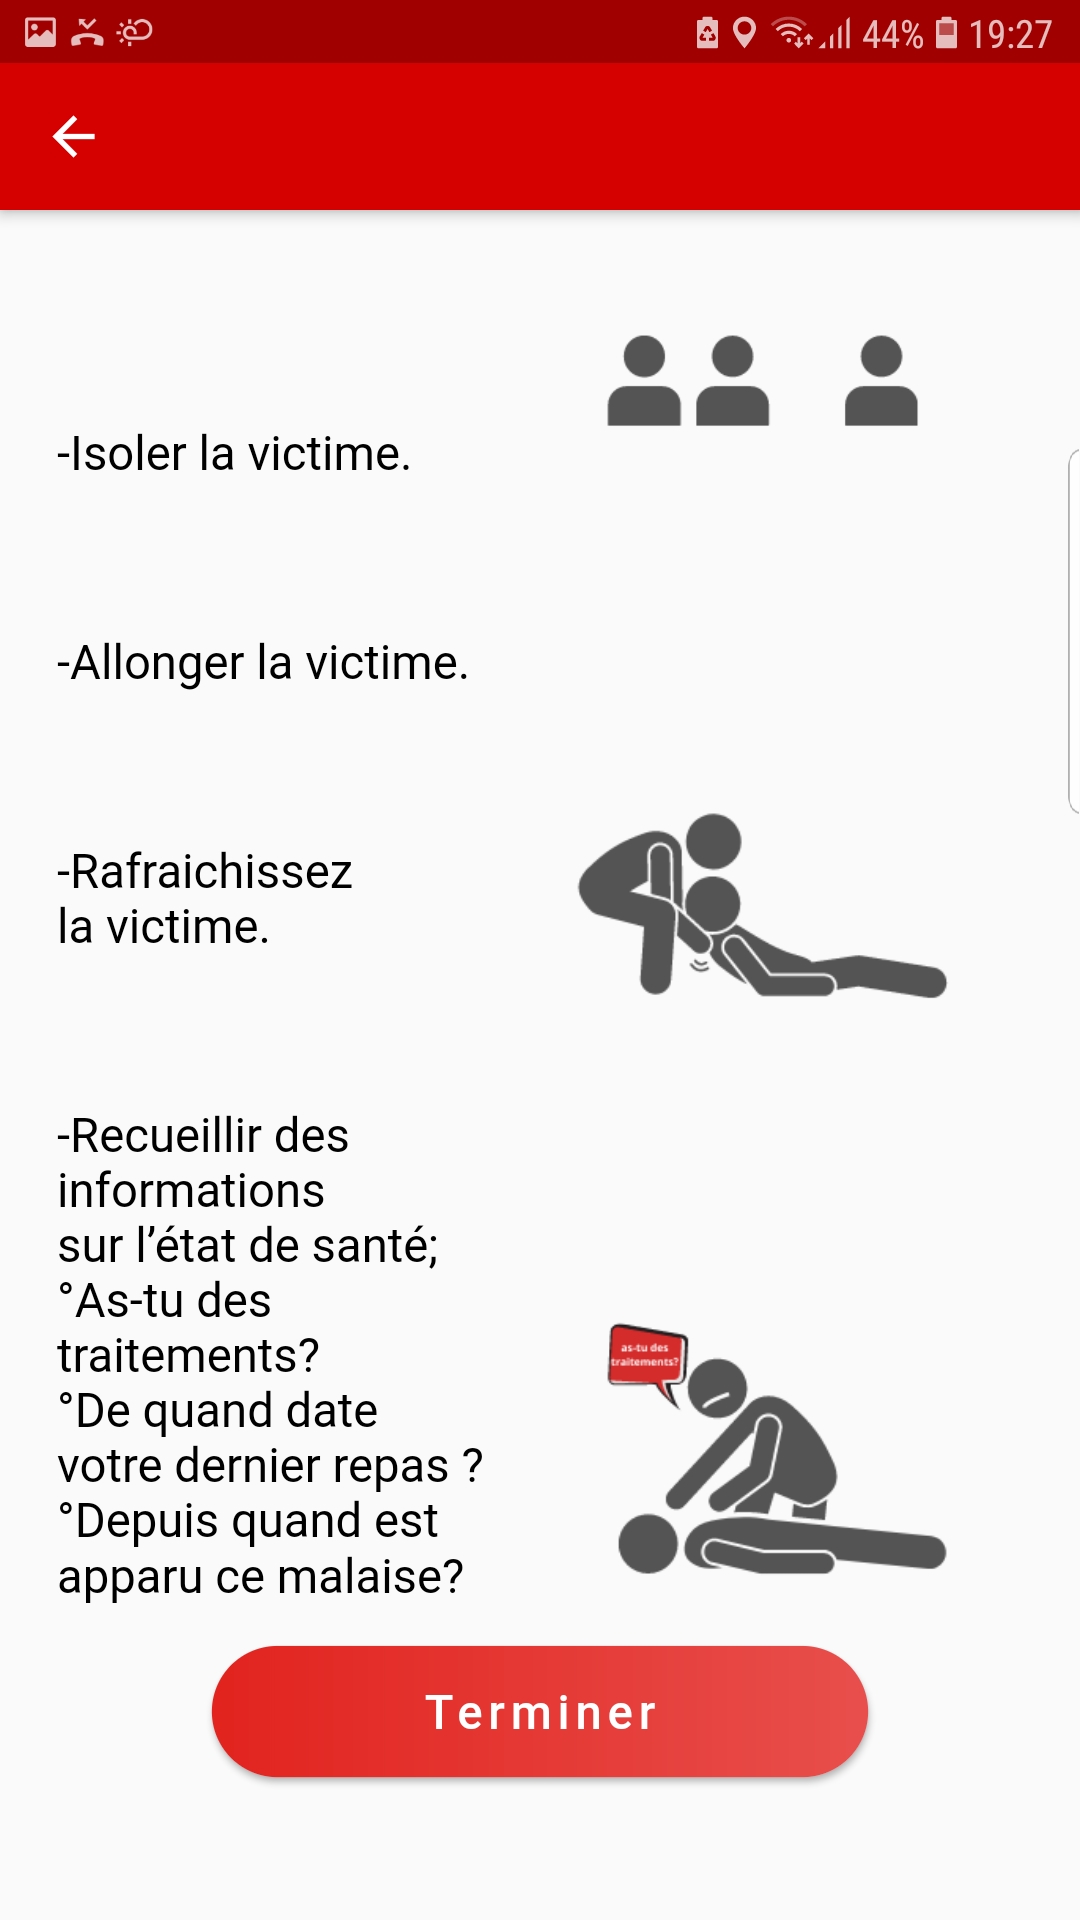 44% 19:27
-Isoler la victime.
-Allonger la victime.
-Rafraichissez
la victime.
-Recueillir des
informations
sur l’état de santé;
°As-tu des
traitements?
°De quand date
votre dernier repas ?
°Depuis quand est
apparu ce malaise?
as-tu des
traitements?
Terminer